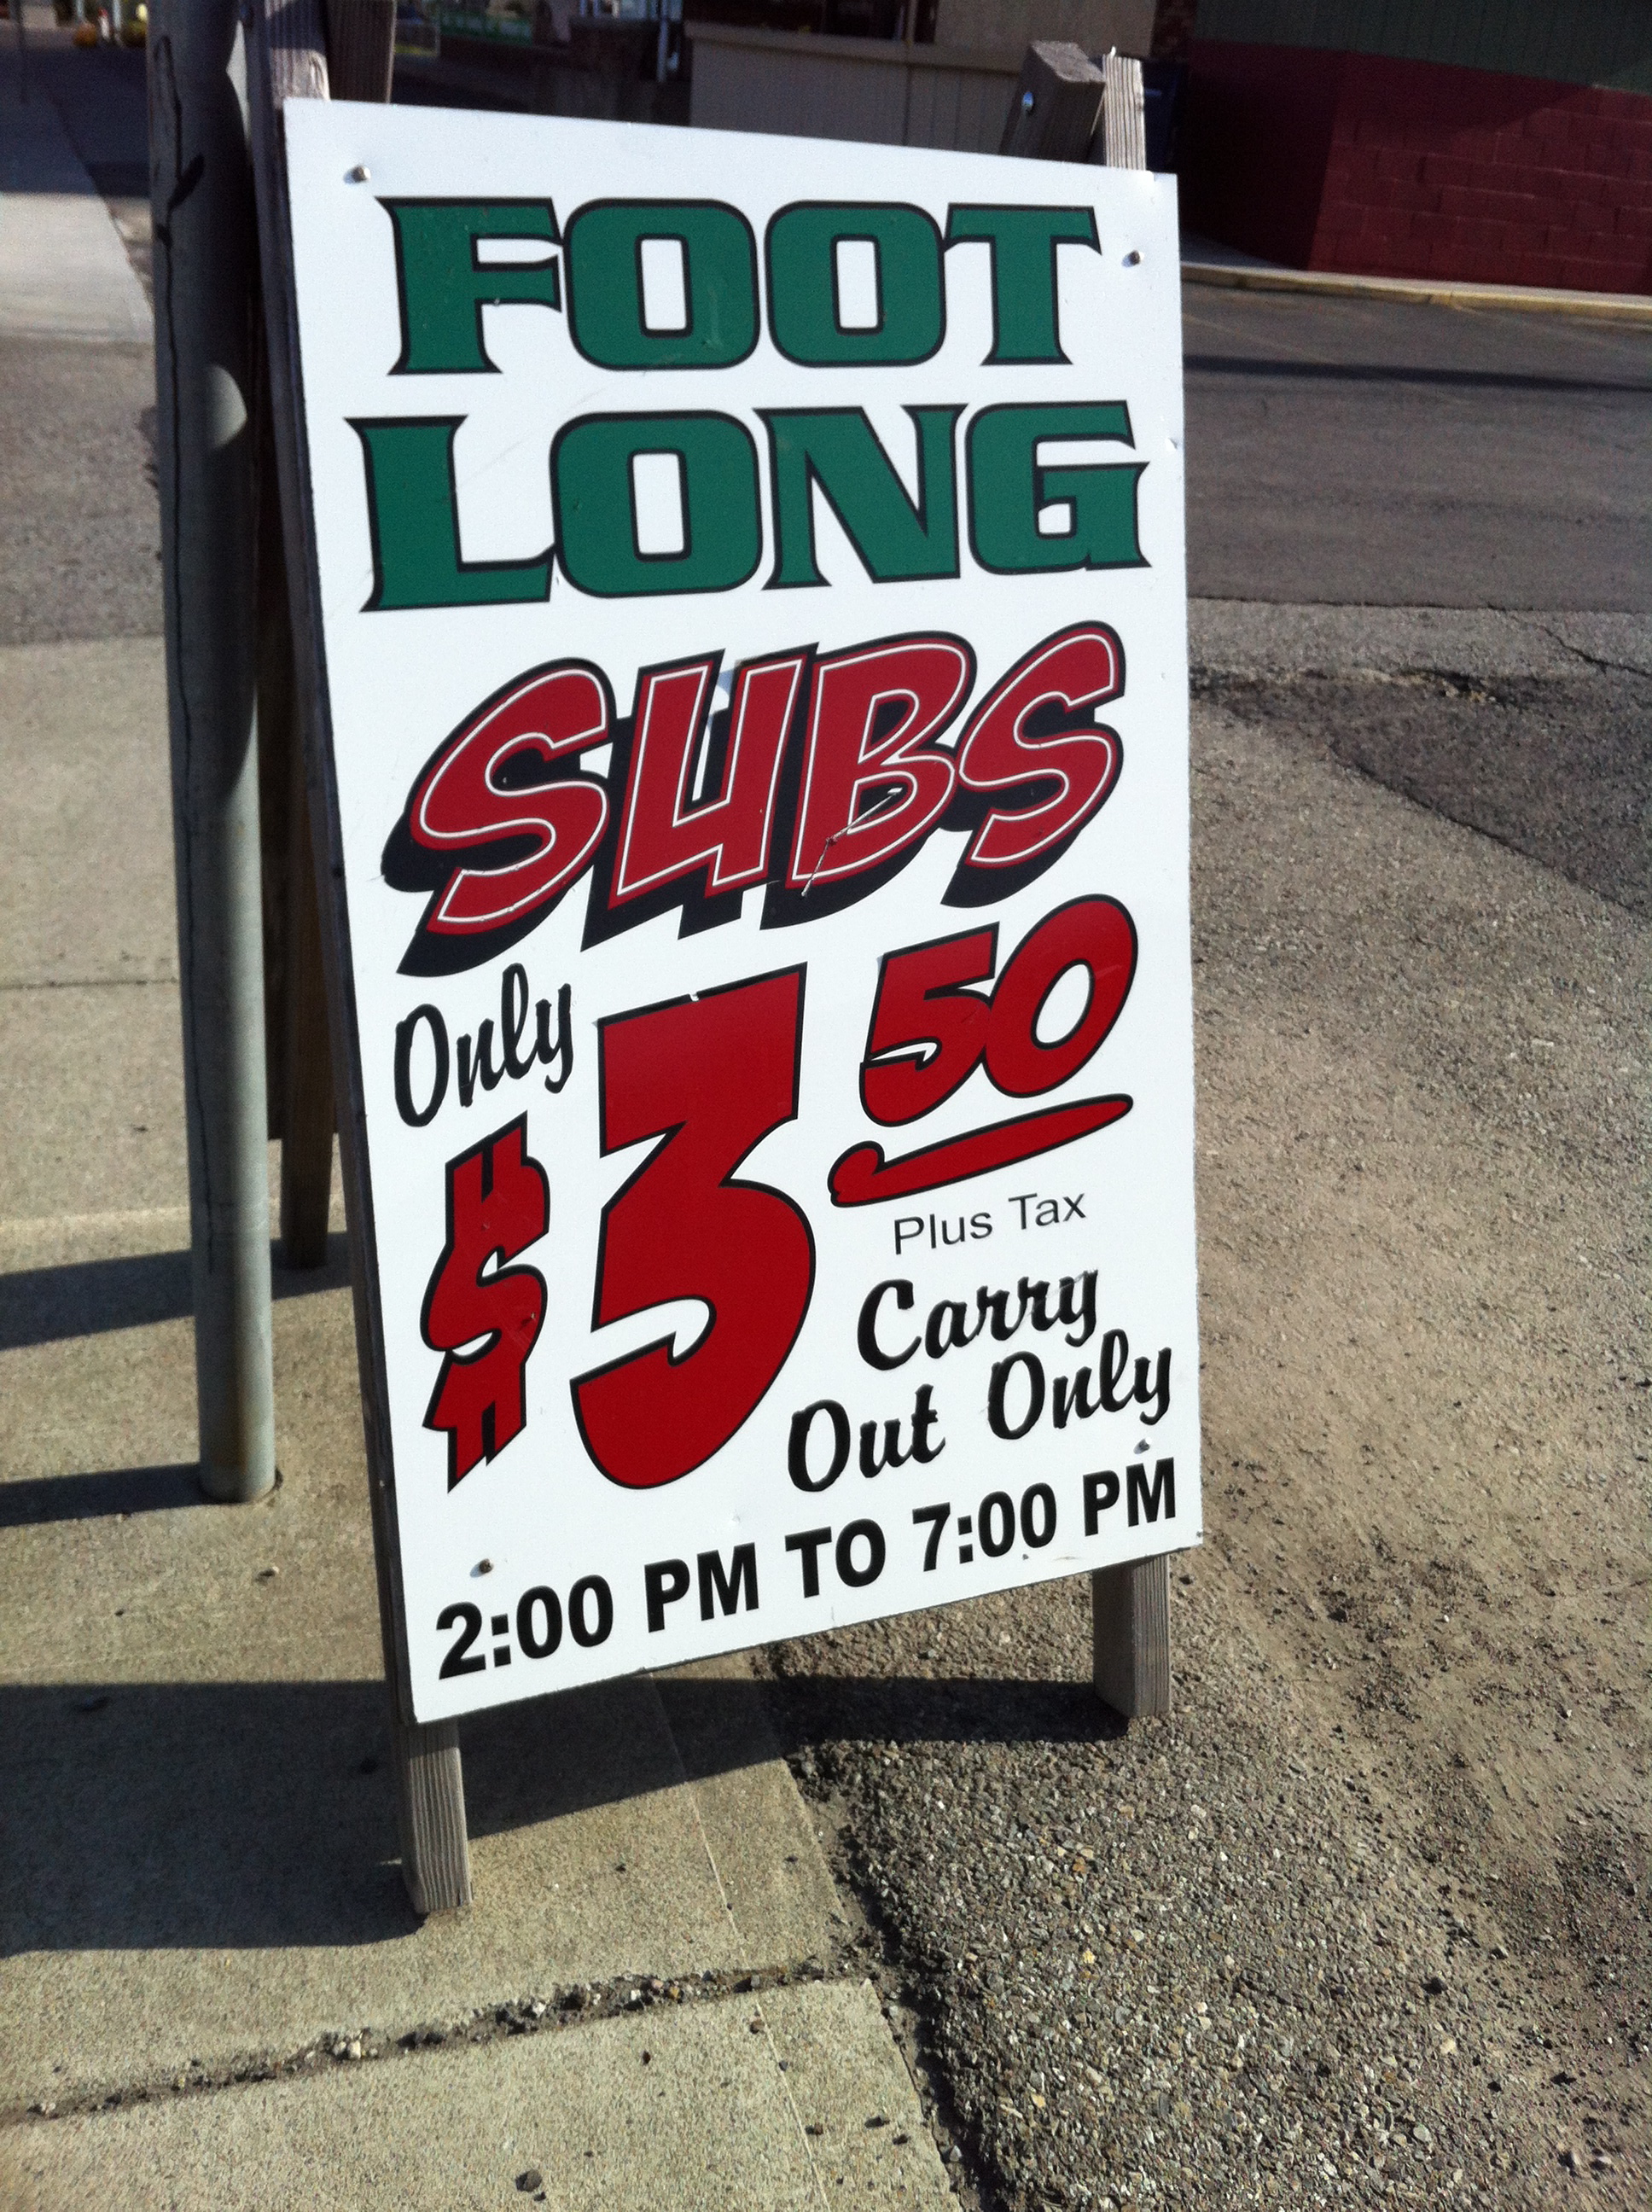 FOOT
LONG
SUBS
Only
$3 50
Plus Tax
Carry
Out Only
2:00 PM TO 7:00 PM